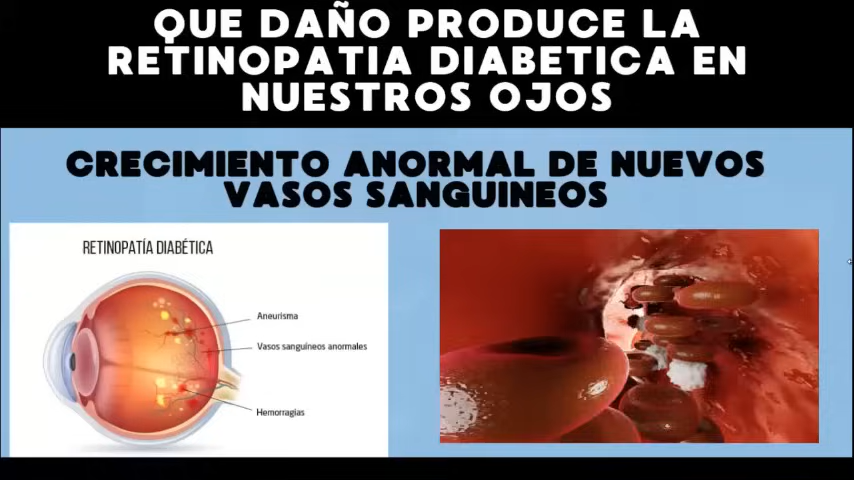 QUE DAÑO PRODUCE LA
RETINOPATIA DIABETICA EN
NUESTROS OJOS
CRECIMIENTO ANORMAL DE NUEVOS
VASOS SANGUINEOS
RETINOPATÍA DIABÉTICA
Aneurisma
Vasos sanguíneos anormales
Hemorragias